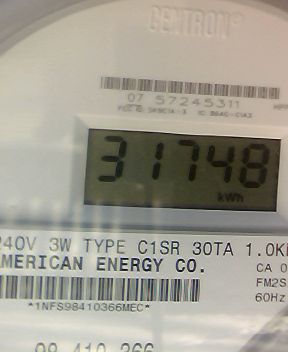 CENTRON®
07 57245311
31748
kWh
240V 3W TYPE C1SR 30TA 1.0K
AMERICAN ENERGY CO.
CA 0
FM2S
60Hz
*1NFS98410366MEC*
98 410 366